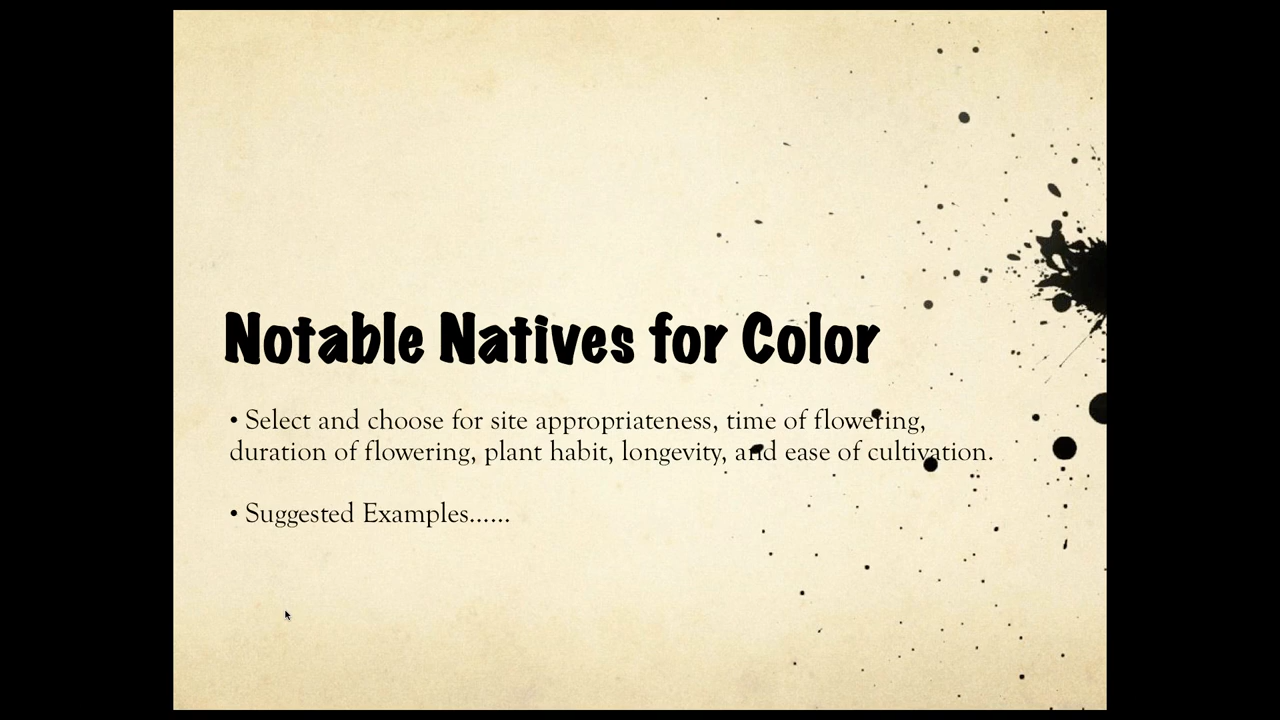 Notable Natives for Color
• Select and choose for site appropriateness, time of flowering,
duration of flowering, plant habit, longevity, and ease of cultivation.
• Suggested Examples......